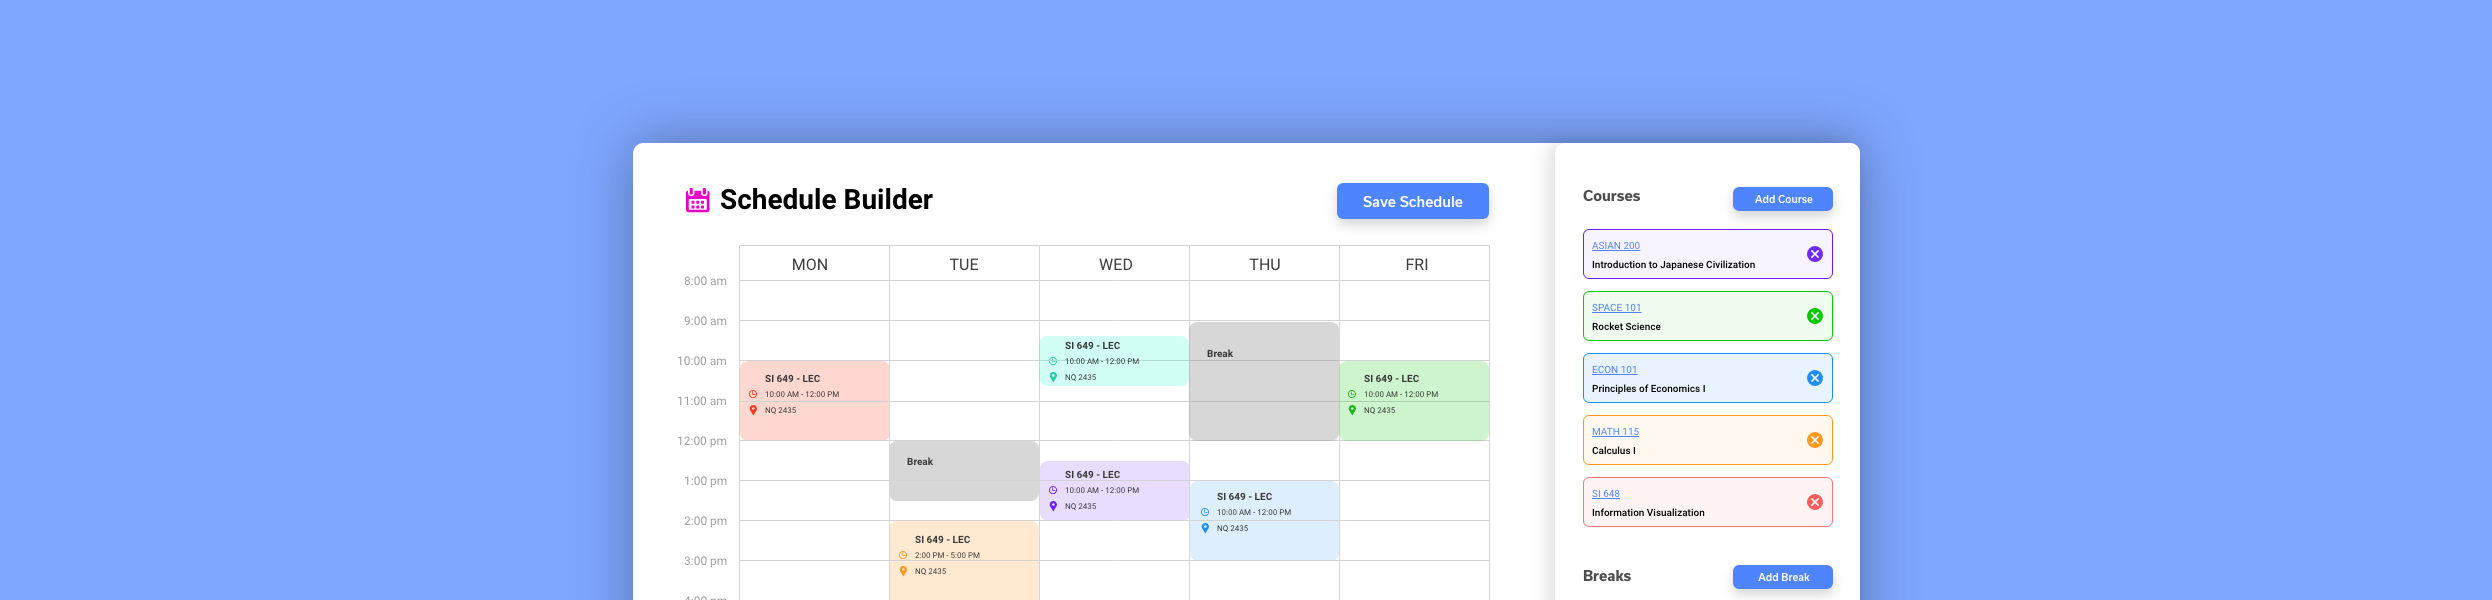 Schedule Builder
Save Schedule
MON TUE WED THU FRI
8:00 am
9:00 am
10:00 am
11:00 am
12:00 pm
1:00 pm
2:00 pm
3:00 pm
4:00 pm
SI 649 - LEC
10:00 AM - 12:00 PM
NQ 2435
Break
SI 649 - LEC
2:00 PM - 5:00 PM
NQ 2435
SI 649 - LEC
10:00 AM - 12:00 PM
NQ 2435
SI 649 - LEC
10:00 AM - 12:00 PM
NQ 2435
Break
SI 649 - LEC
10:00 AM - 12:00 PM
NQ 2435
SI 649 - LEC
10:00 AM - 12:00 PM
NQ 2435
Courses
Add Course
ASIAN 200
Introduction to Japanese Civilization
SPACE 101
Rocket Science
ECON 101
Principles of Economics I
MATH 115
Calculus I
SI 648
Information Visualization
Breaks
Add Break